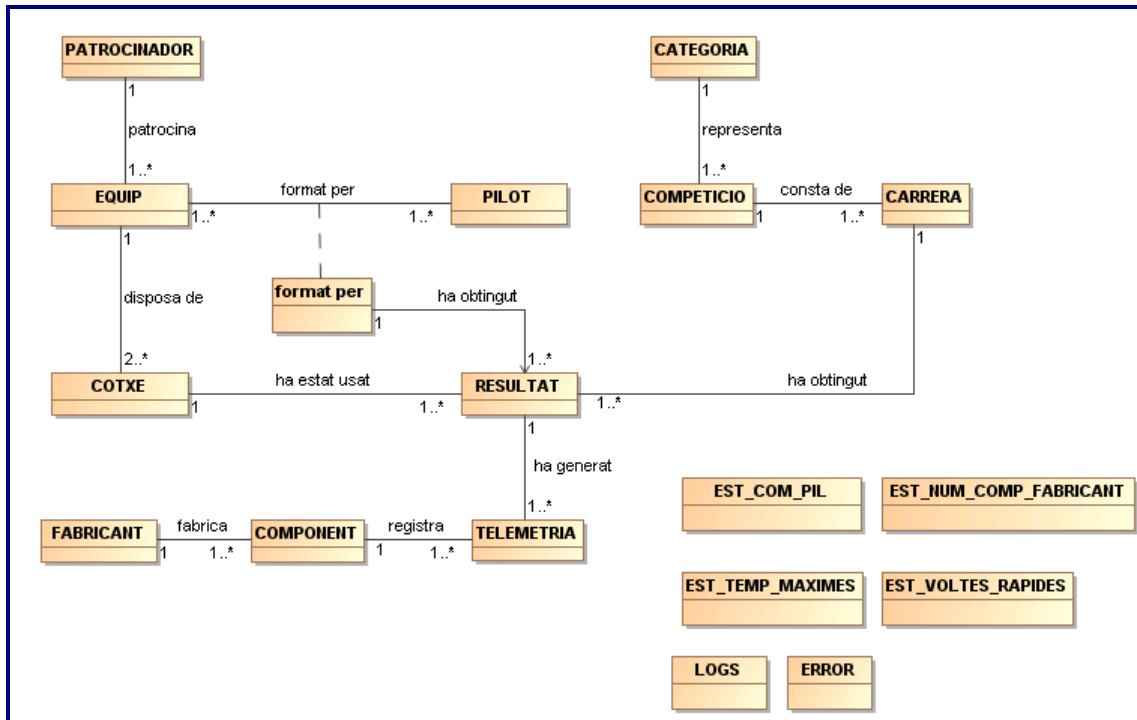 PATROCINADOR
CATEGORIA
1
1
patrocina
representa
1..*
1..*
EQUIP
format per
PILOT
COMPETICIO
consta de
CARRERA
1..*
1..*
1
1..*
1
1
disposa de
format per
ha obtingut
1
2..*
1..*
COTXE
ha estat usat
RESULTAT
ha obtingut
1
1..*
1..*
1
ha generat
EST_COM_PIL
EST_NUM_COMP_FABRICANT
1..*
FABRICANT
fabrica
COMPONENT
registra
TELEMETRIA
1
1..*
1
1..*
EST_TEMP_MAXIMES
EST_VOLTES_RAPIDES
LOGS
ERROR